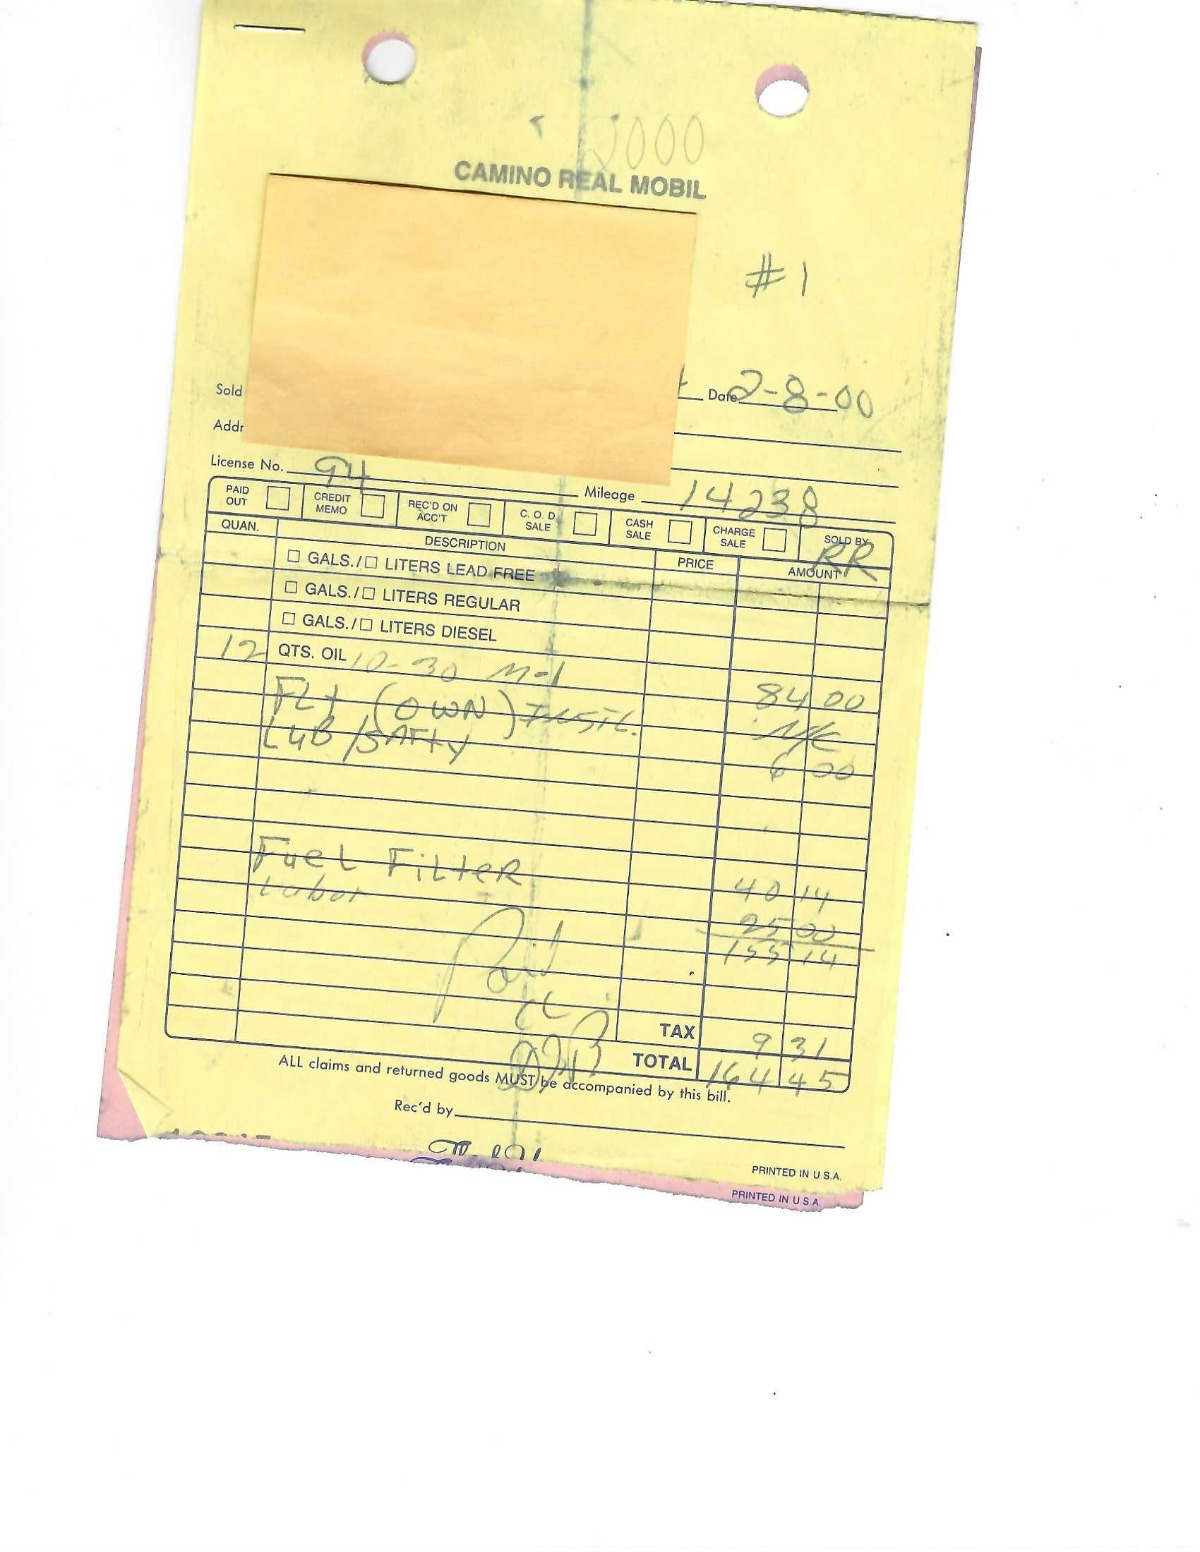 2000
CAMINO REAL MOBIL
#1
Sold Date 2-8-00
Addr
License No. 94 Mileage 14238
PAID OUT CREDIT MEMO REC'D ON ACC'T C. O. D. SALE CASH SALE CHARGE SALE SOLD BY RR
QUAN. DESCRIPTION PRICE AMOUNT
GALS./ LITERS LEAD FREE
GALS./ LITERS REGULAR
GALS./ LITERS DIESEL
12 QTS. OIL 10-30 M-1 84 00
FLt (OWN) INSTL. N/C
LUB/SAFTY 6 00
Fuel FiLteR 40 14
Labor 25 00
155 14
Paid
TAX 9 31
TOTAL 164 45
ALL claims and returned goods MUST be accompanied by this bill.
Rec'd by
PRINTED IN U.S.A.
PRINTED IN U S A